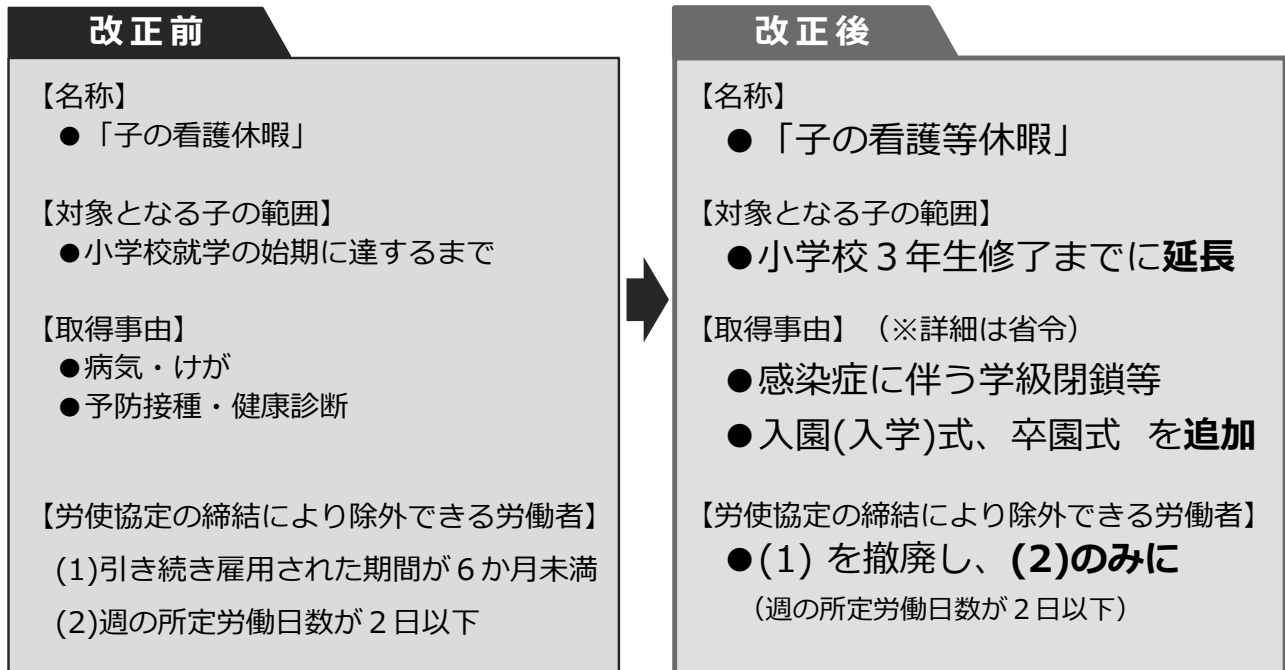 改正前
【名称】
●「子の看護休暇」
【対象となる子の範囲】
●小学校就学の始期に達するまで
【取得事由】
●病気・けが
●予防接種・健康診断
【労使協定の締結により除外できる労働者】
(1)引き続き雇用された期間が６か月未満
(2)週の所定労働日数が２日以下
改正後
【名称】
●「子の看護等休暇」
【対象となる子の範囲】
●小学校３年生修了までに延長
【取得事由】（※詳細は省令）
●感染症に伴う学級閉鎖等
●入園(入学)式、卒園式 を追加
【労使協定の締結により除外できる労働者】
●(1) を撤廃し、(2)のみに
（週の所定労働日数が２日以下）